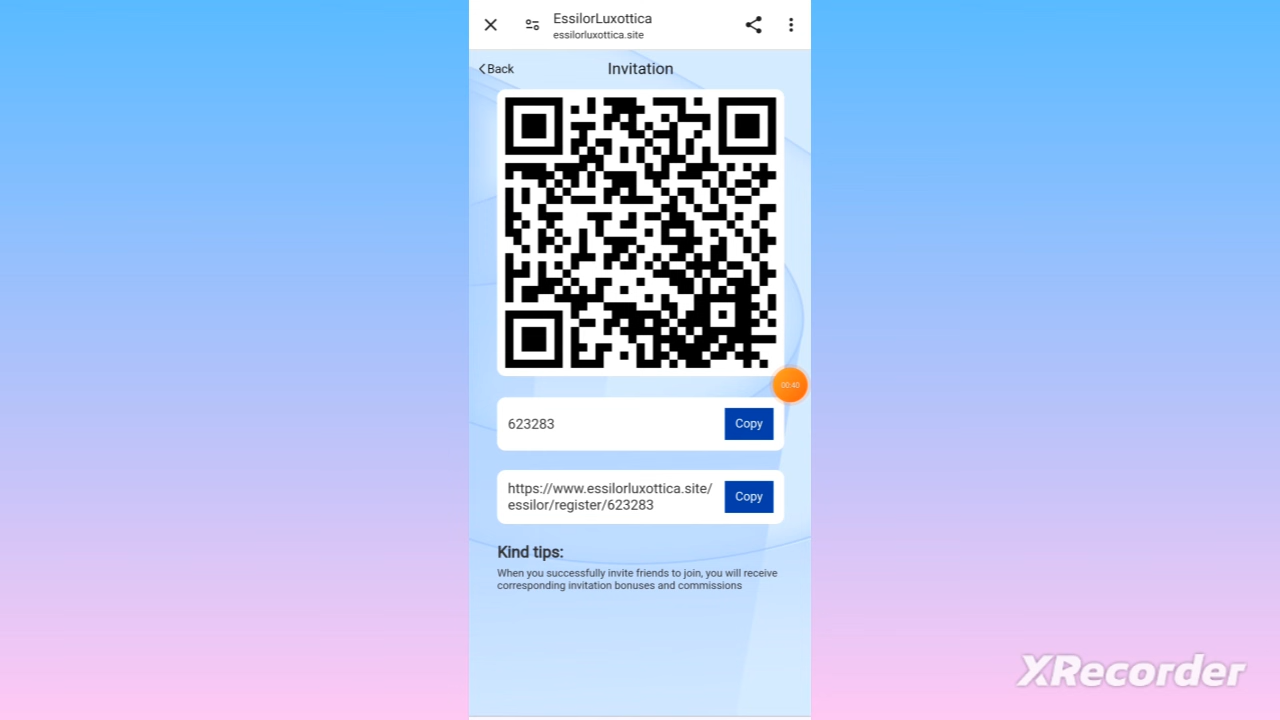 EssilorLuxottica
essilorluxottica.site
Back
Invitation
00:40
623283
Copy
https://www.essilorluxottica.site/
essilor/register/623283
Copy
Kind tips:
When you successfully invite friends to join, you will receive
corresponding invitation bonuses and commissions
XRecorder